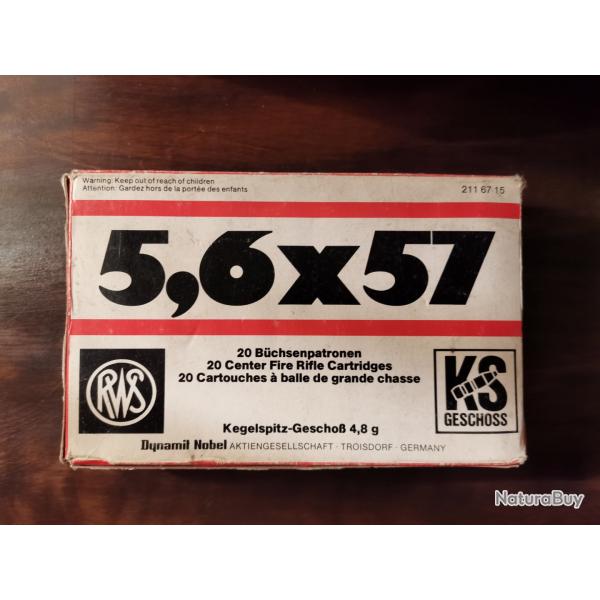 Warning: Keep out of reach of children
Attention: Gardez hors de la portée des enfants
211 67 15
5,6x57
20 Büchsenpatronen
20 Center Fire Rifle Cartridges
20 Cartouches à balle de grande chasse
RWS
KS
GESCHOSS
Kegelspitz-Geschoß 4,8 g
Dynamit Nobel AKTIENGESELLSCHAFT · TROISDORF · GERMANY
NaturaBuy